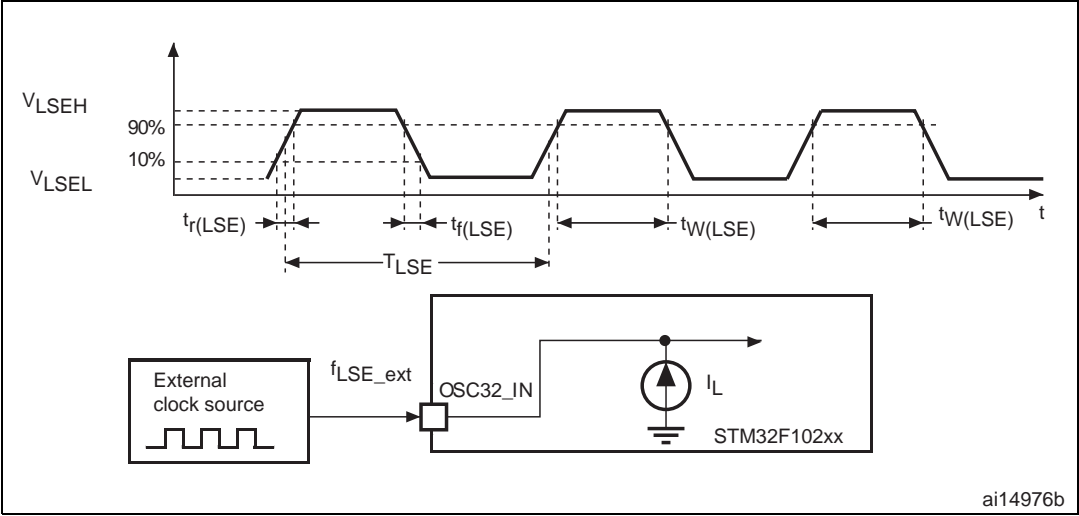 VLSEH
90%
10%
VLSEL
tr(LSE)
tf(LSE)
tW(LSE)
tW(LSE)
t
TLSE
External
clock source
fLSE_ext
OSC32_IN
IL
STM32F102xx
ai14976b